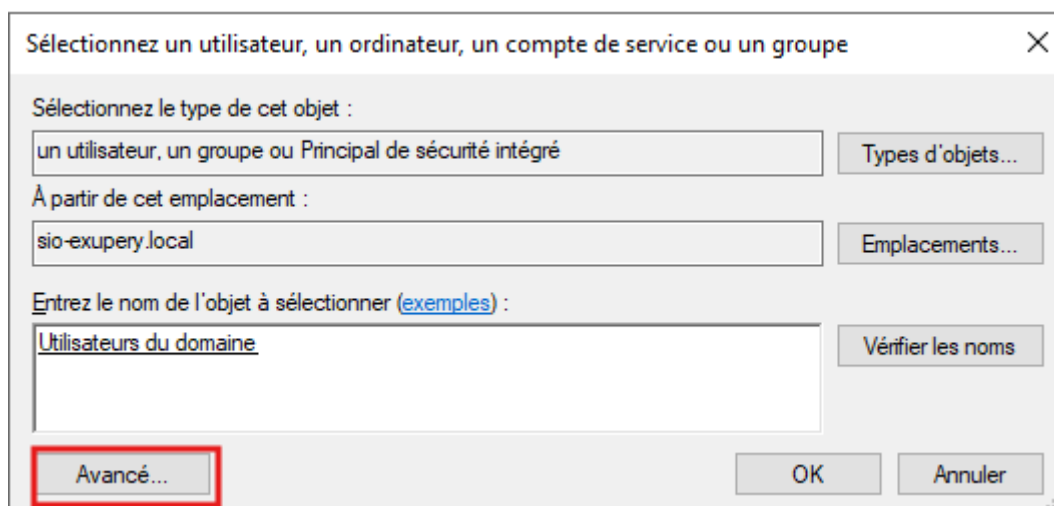 Sélectionnez un utilisateur, un ordinateur, un compte de service ou un groupe
Sélectionnez le type de cet objet :
un utilisateur, un groupe ou Principal de sécurité intégré
Types d'objets...
À partir de cet emplacement :
sio-exupery.local
Emplacements...
Entrez le nom de l'objet à sélectionner (exemples) :
Utilisateurs du domaine
Vérifier les noms
Avancé...
OK
Annuler